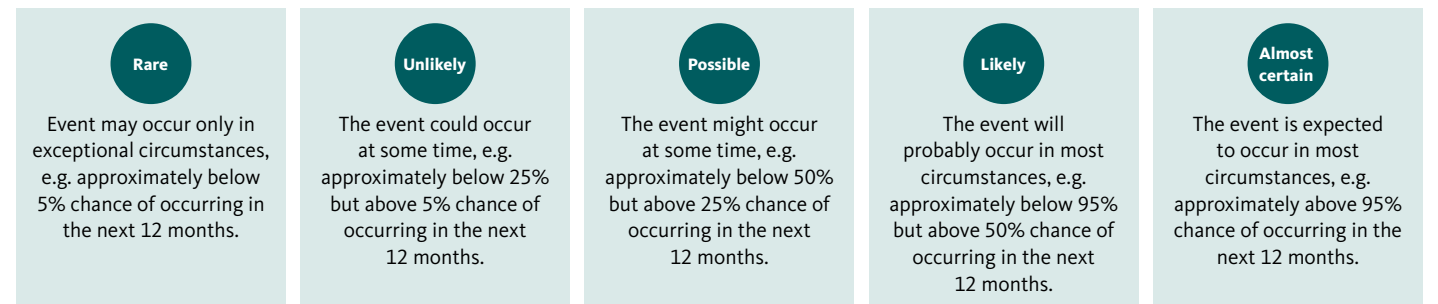 Rare
Event may occur only in
exceptional circumstances,
e.g. approximately below
5% chance of occurring in
the next 12 months.
Unlikely
The event could occur
at some time, e.g.
approximately below 25%
but above 5% chance of
occurring in the next
12 months.
Possible
The event might occur
at some time, e.g.
approximately below 50%
but above 25% chance of
occurring in the next
12 months.
Likely
The event will
probably occur in most
circumstances, e.g.
approximately below 95%
but above 50% chance of
occurring in the next
12 months.
Almost
certain
The event is expected
to occur in most
circumstances, e.g.
approximately above 95%
chance of occurring in the
next 12 months.